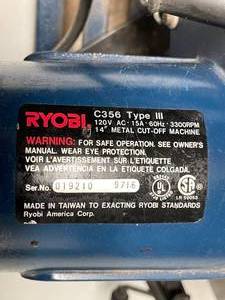 RYOBI
C356 Type III
120V AC · 15A · 60Hz · 3300RPM
14" METAL CUT-OFF MACHINE
WARNING: FOR SAFE OPERATION. SEE OWNER'S
MANUAL. WEAR EYE PROTECTION.
VOIR L'AVERTISSEMENT SUR L'ETIQUETTE
VEA ADVERTENCIA EN LA ETIQUETA COLGADA.
Ser.No. 019210 9716
MADE IN TAIWAN TO EXACTING RYOBI STANDARDS
Ryobi America Corp.
UL
SA